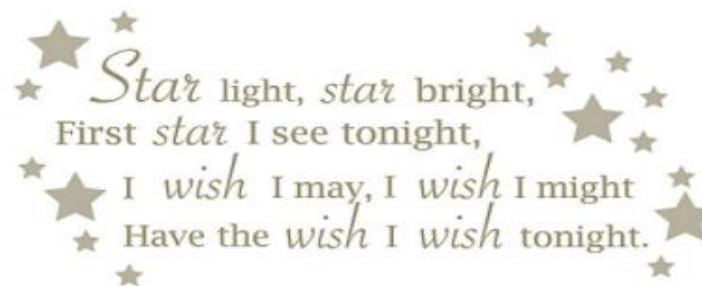 Star light, star bright,
First star I see tonight,
I wish I may, I wish I might
Have the wish I wish tonight.